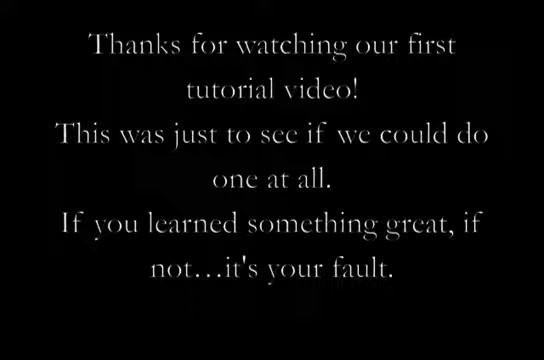 Thanks for watching our first
tutorial video!
This was just to see if we could do
one at all.
If you learned something great, if
not...it's your fault.